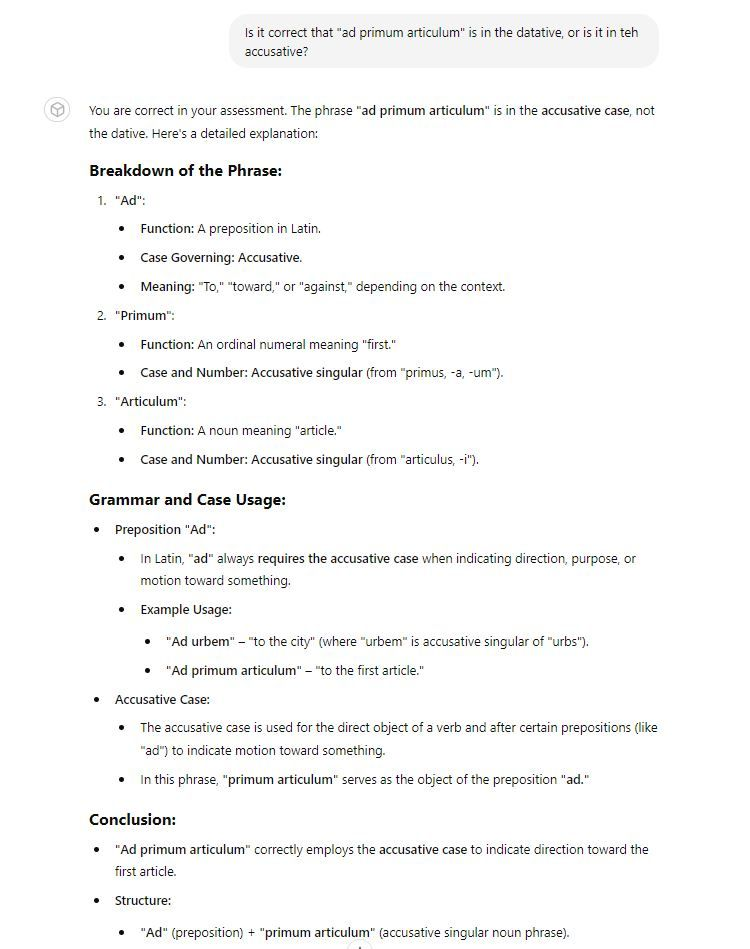 Is it correct that "ad primum articulum" is in the datative, or is it in teh
accusative?
You are correct in your assessment. The phrase "ad primum articulum" is in the accusative case, not
the dative. Here's a detailed explanation:
Breakdown of the Phrase:
1. "Ad":
• Function: A preposition in Latin.
• Case Governing: Accusative.
• Meaning: "To," "toward," or "against," depending on the context.
2. "Primum":
• Function: An ordinal numeral meaning "first."
• Case and Number: Accusative singular (from "primus, -a, -um").
3. "Articulum":
• Function: A noun meaning "article."
• Case and Number: Accusative singular (from "articulus, -i").
Grammar and Case Usage:
• Preposition "Ad":
• In Latin, "ad" always requires the accusative case when indicating direction, purpose, or
motion toward something.
• Example Usage:
• "Ad urbem" – "to the city" (where "urbem" is accusative singular of "urbs").
• "Ad primum articulum" – "to the first article."
• Accusative Case:
• The accusative case is used for the direct object of a verb and after certain prepositions (like
"ad") to indicate motion toward something.
• In this phrase, "primum articulum" serves as the object of the preposition "ad."
Conclusion:
• "Ad primum articulum" correctly employs the accusative case to indicate direction toward the
first article.
• Structure:
• "Ad" (preposition) + "primum articulum" (accusative singular noun phrase).